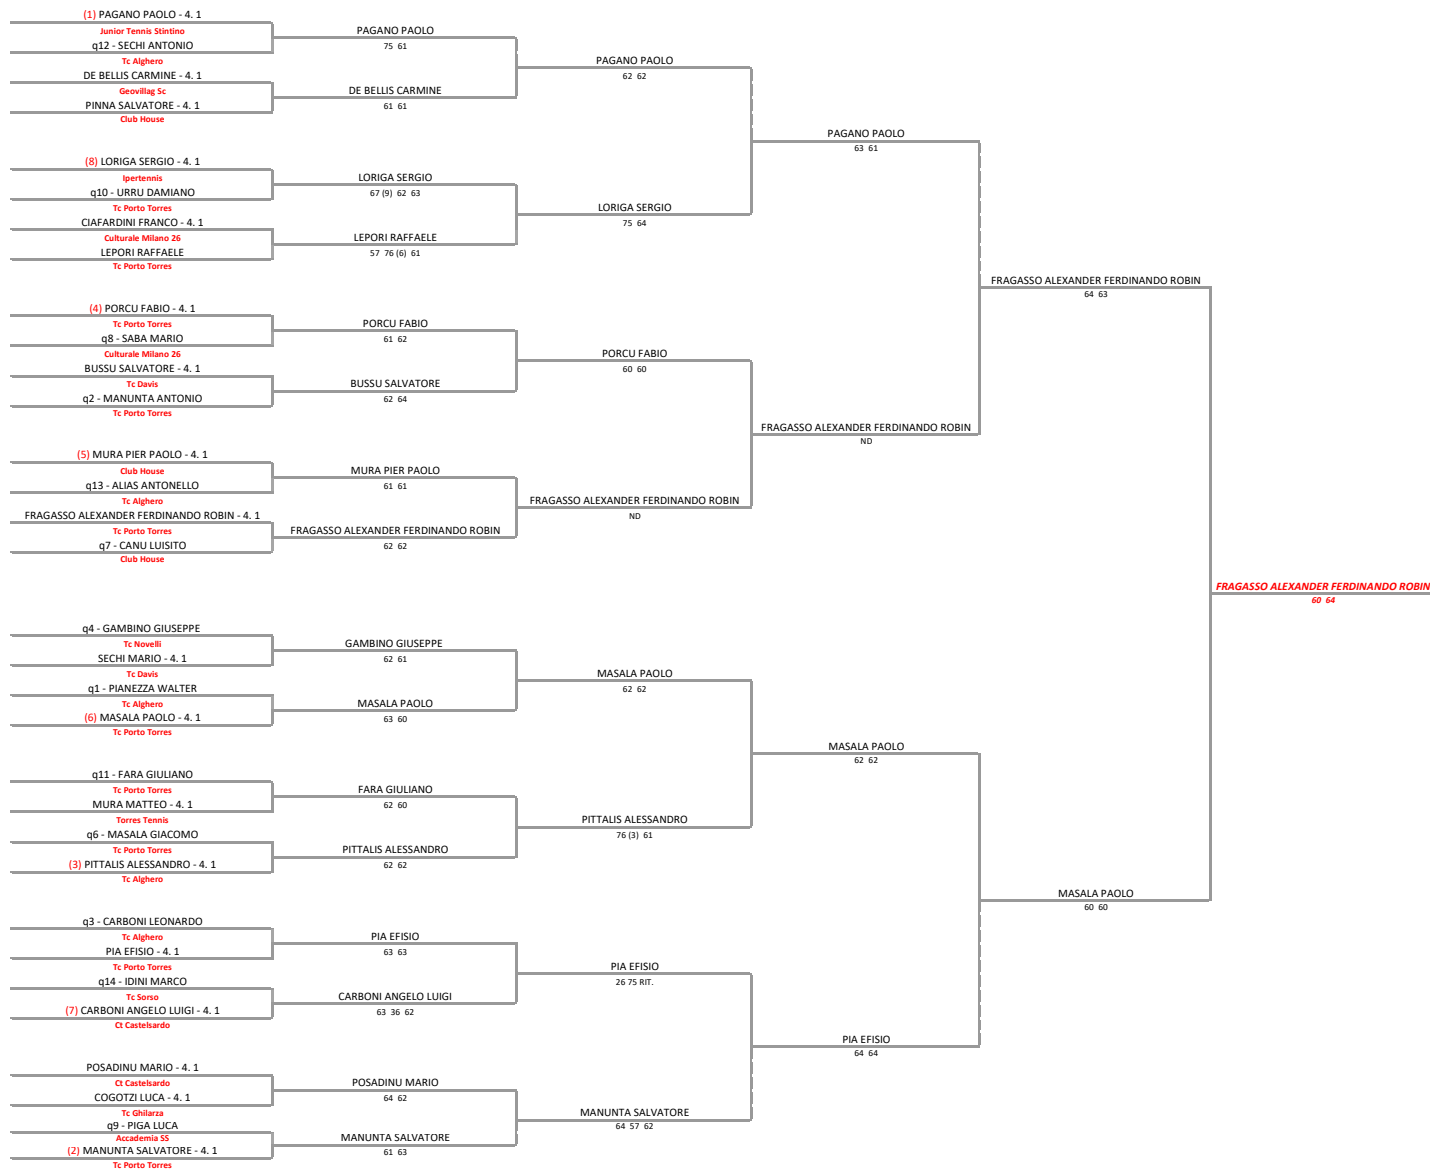 (1) PAGANO PAOLO - 4. 1
Junior Tennis Stintino
q12 - SECHI ANTONIO
Tc Alghero
DE BELLIS CARMINE - 4. 1
Geovillag Sc
PINNA SALVATORE - 4. 1
Club House
(8) LORIGA SERGIO - 4. 1
Ipertennis
q10 - URRU DAMIANO
Tc Porto Torres
CIAFARDINI FRANCO - 4. 1
Culturale Milano 26
LEPORI RAFFAELE
Tc Porto Torres
(4) PORCU FABIO - 4. 1
Tc Porto Torres
q8 - SABA MARIO
Culturale Milano 26
BUSSU SALVATORE - 4. 1
Tc Davis
q2 - MANUNTA ANTONIO
Tc Porto Torres
(5) MURA PIER PAOLO - 4. 1
Club House
q13 - ALIAS ANTONELLO
Tc Alghero
FRAGASSO ALEXANDER FERDINANDO ROBIN - 4. 1
Tc Porto Torres
q7 - CANU LUISITO
Club House
q4 - GAMBINO GIUSEPPE
Tc Novelli
SECHI MARIO - 4. 1
Tc Davis
q1 - PIANEZZA WALTER
Tc Alghero
(6) MASALA PAOLO - 4. 1
Tc Porto Torres
q11 - FARA GIULIANO
Tc Porto Torres
MURA MATTEO - 4. 1
Torres Tennis
q6 - MASALA GIACOMO
Tc Porto Torres
(3) PITTALIS ALESSANDRO - 4. 1
Tc Alghero
q3 - CARBONI LEONARDO
Tc Alghero
PIA EFISIO - 4. 1
Tc Porto Torres
q14 - IDINI MARCO
Tc Sorso
(7) CARBONI ANGELO LUIGI - 4. 1
Ct Castelsardo
POSADINU MARIO - 4. 1
Ct Castelsardo
COGOTZI LUCA - 4. 1
Tc Ghilarza
q9 - PIGA LUCA
Accademia SS
(2) MANUNTA SALVATORE - 4. 1
Tc Porto Torres
PAGANO PAOLO
75 61
DE BELLIS CARMINE
61 61
LORIGA SERGIO
67 (9) 62 63
LEPORI RAFFAELE
57 76 (6) 61
PORCU FABIO
61 62
BUSSU SALVATORE
62 64
MURA PIER PAOLO
61 61
FRAGASSO ALEXANDER FERDINANDO ROBIN
62 62
GAMBINO GIUSEPPE
62 61
MASALA PAOLO
63 60
FARA GIULIANO
62 60
PITTALIS ALESSANDRO
62 62
PIA EFISIO
63 63
CARBONI ANGELO LUIGI
63 36 62
POSADINU MARIO
64 62
MANUNTA SALVATORE
61 63
PAGANO PAOLO
62 62
LORIGA SERGIO
75 64
PORCU FABIO
60 60
FRAGASSO ALEXANDER FERDINANDO ROBIN
ND
MASALA PAOLO
62 62
PITTALIS ALESSANDRO
76 (3) 61
PIA EFISIO
26 75 RIT.
MANUNTA SALVATORE
64 57 62
PAGANO PAOLO
63 61
FRAGASSO ALEXANDER FERDINANDO ROBIN
ND
MASALA PAOLO
62 62
PIA EFISIO
64 64
FRAGASSO ALEXANDER FERDINANDO ROBIN
64 63
MASALA PAOLO
60 60
FRAGASSO ALEXANDER FERDINANDO ROBIN
60 64